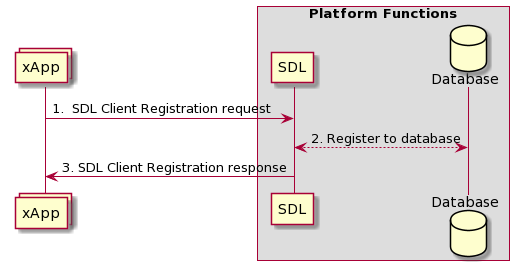 Platform Functions
xApp
SDL
Database
1.  SDL Client Registration request
2. Register to database
3. SDL Client Registration response
xApp
SDL
Database